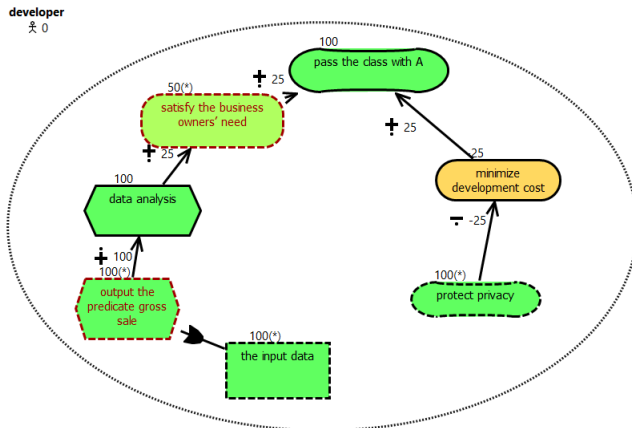 developer
0
100
pass the class with A
25
50(*)
satisfy the business
owners' need
25
25
100
data analysis
25
minimize
development cost
100
-25
100(*)
output the
predicate gross
sale
100(*)
protect privacy
100(*)
the input data